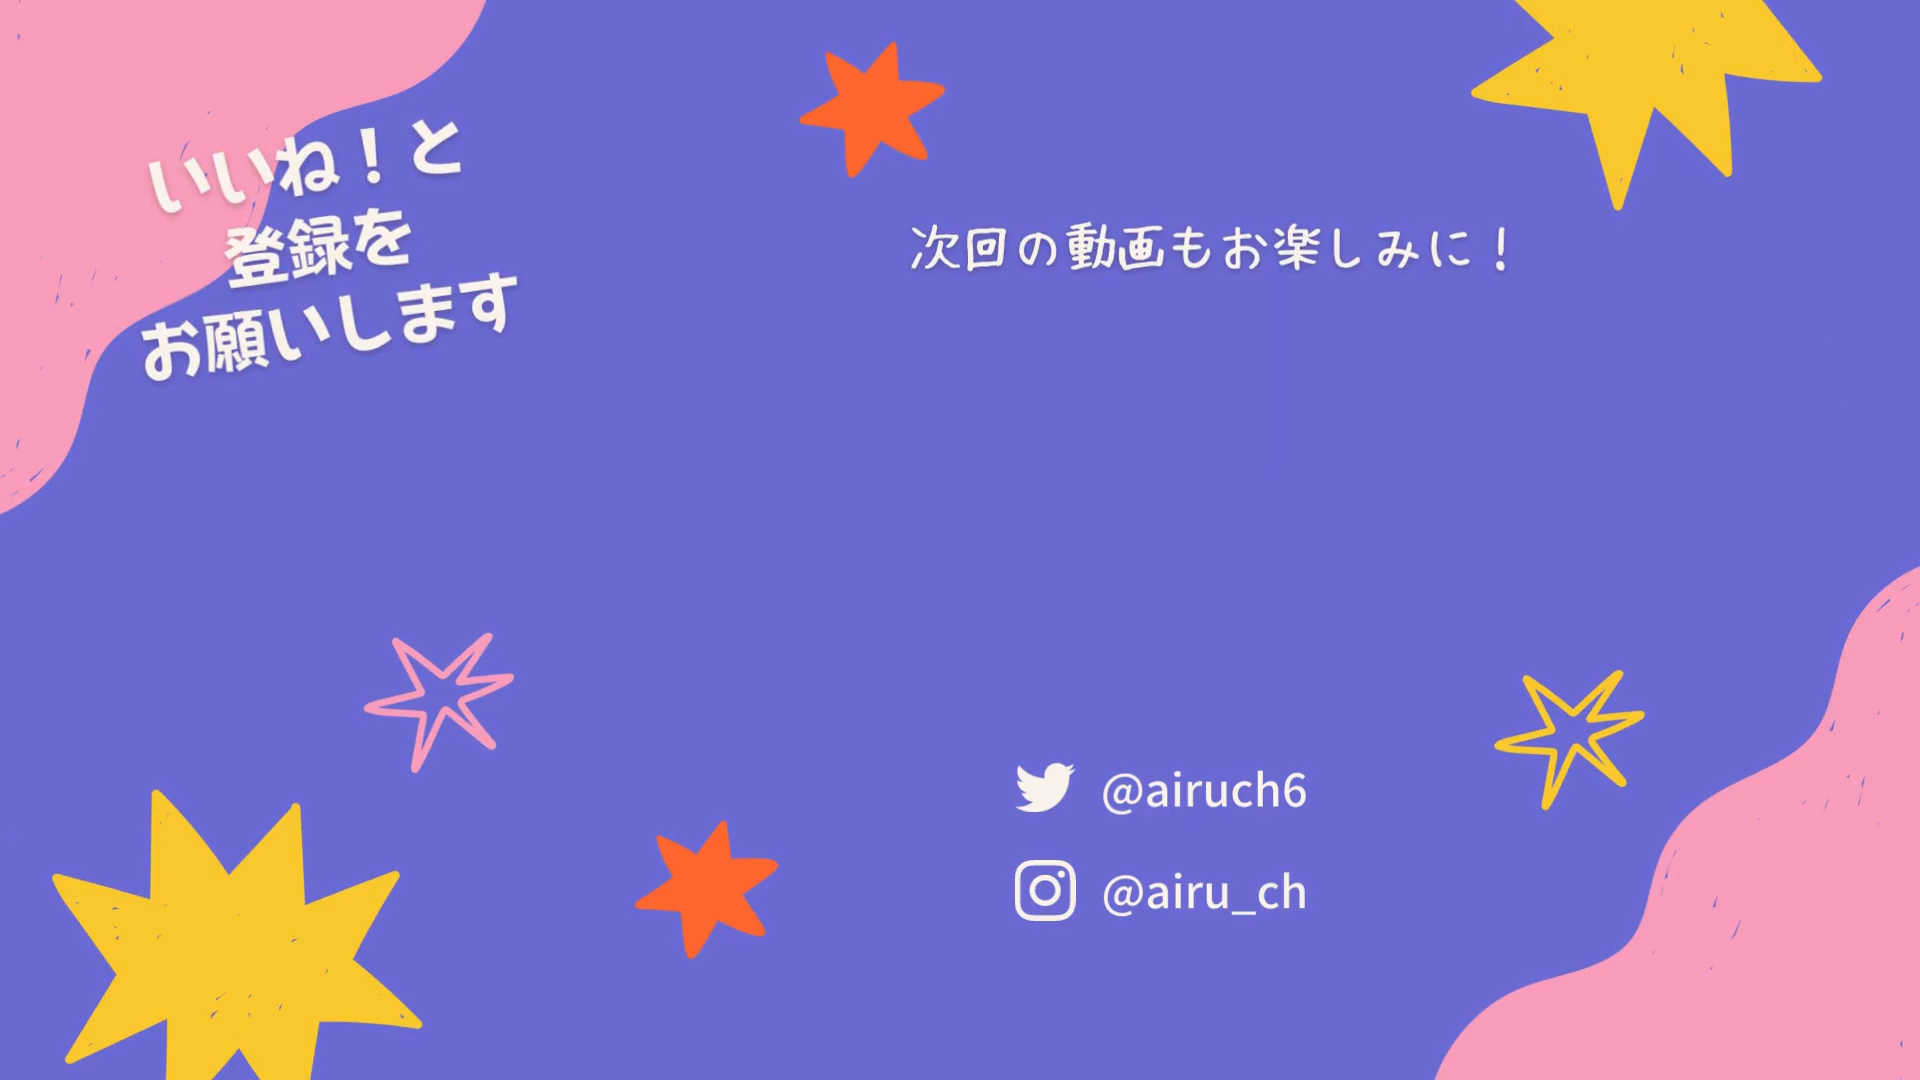 いいね！と
登録を
お願いします
次回の動画もお楽しみに！
@airuch6
@airu_ch